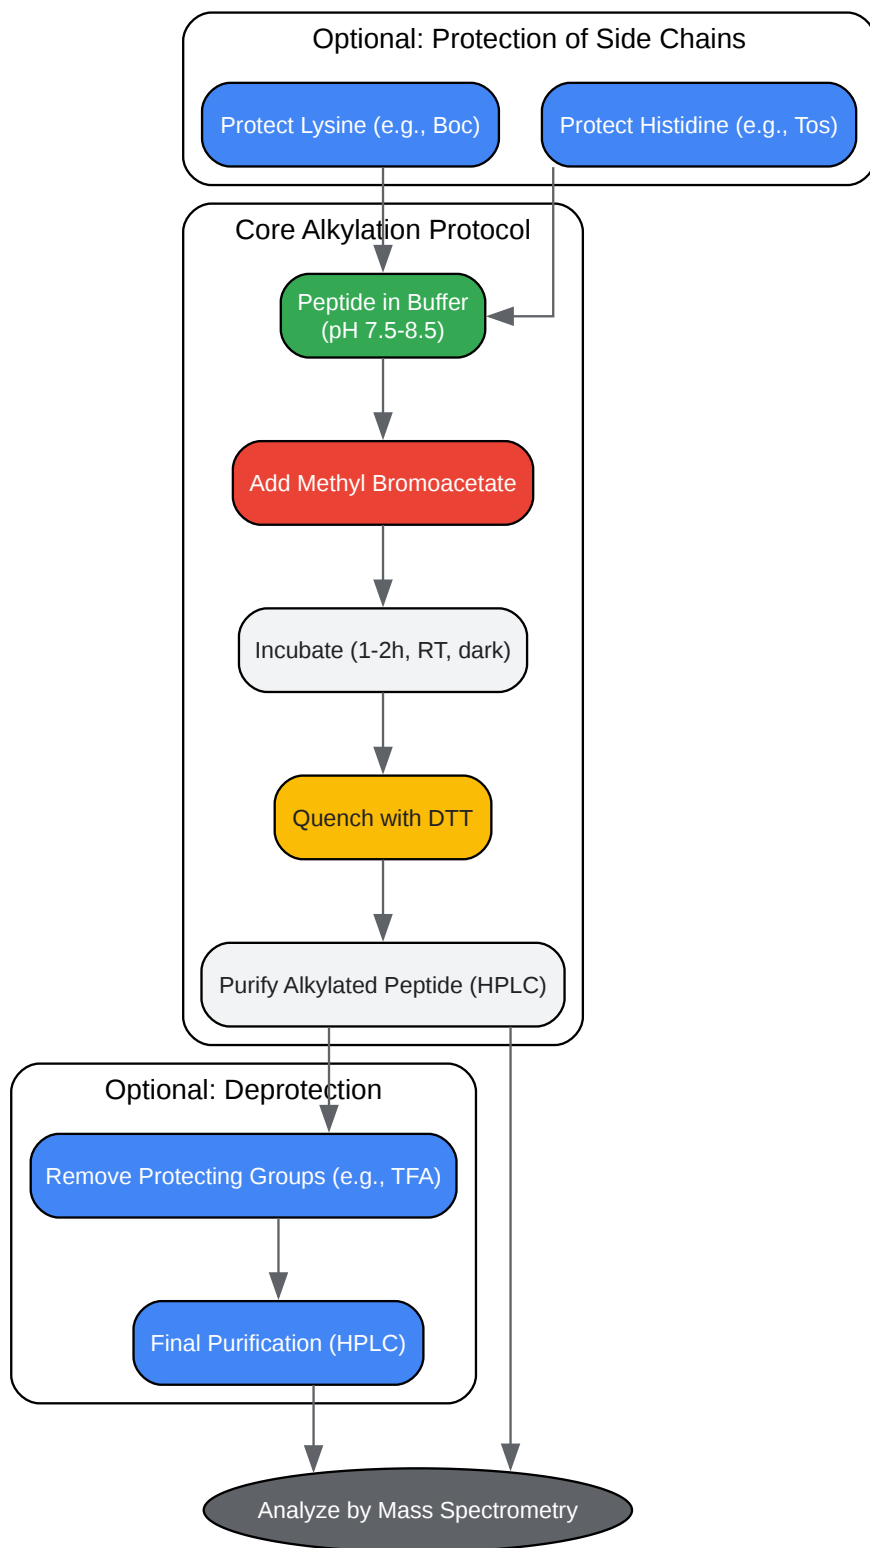 Optional: Protection of Side Chains
Protect Lysine (e.g., Boc)
Protect Histidine (e.g., Tos)
Core Alkylation Protocol
Peptide in Buffer
(pH 7.5-8.5)
Add Methyl Bromoacetate
Incubate (1-2h, RT, dark)
Quench with DTT
Purify Alkylated Peptide (HPLC)
Optional: Deprotection
Remove Protecting Groups (e.g., TFA)
Final Purification (HPLC)
Analyze by Mass Spectrometry